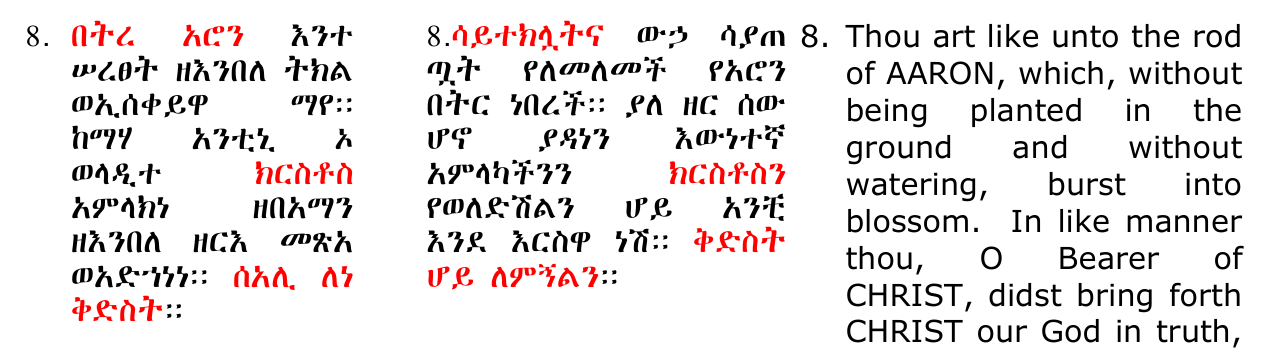 8. በትረ አሮን እንተ
ሠረፀት ዘእንበለ ትክል
ወኢሰቀይዋ ማየ።
ከማሃ አንቲኒ ኦ
ወላዲተ ክርስቶስ
አምላክነ ዘበአማን
ዘእንበለ ዘርእ መጽአ
ወአድኀነነ። ሰአሊ ለነ
ቅድስት።
8.ሳይተክሏትና ውኃ ሳያጠ
ጧት የለመለመች የአሮን
በትር ነበረች። ያለ ዘር ሰው
ሆኖ ያዳነን እውነተኛ
አምላካችንን ክርስቶስን
የወለድሽልን ሆይ አንቺ
እንደ እርስዋ ነሽ። ቅድስት
ሆይ ለምኝልን።
8. Thou art like unto the rod
of AARON, which, without
being planted in the
ground and without
watering, burst into
blossom. In like manner
thou, O Bearer of
CHRIST, didst bring forth
CHRIST our God in truth,